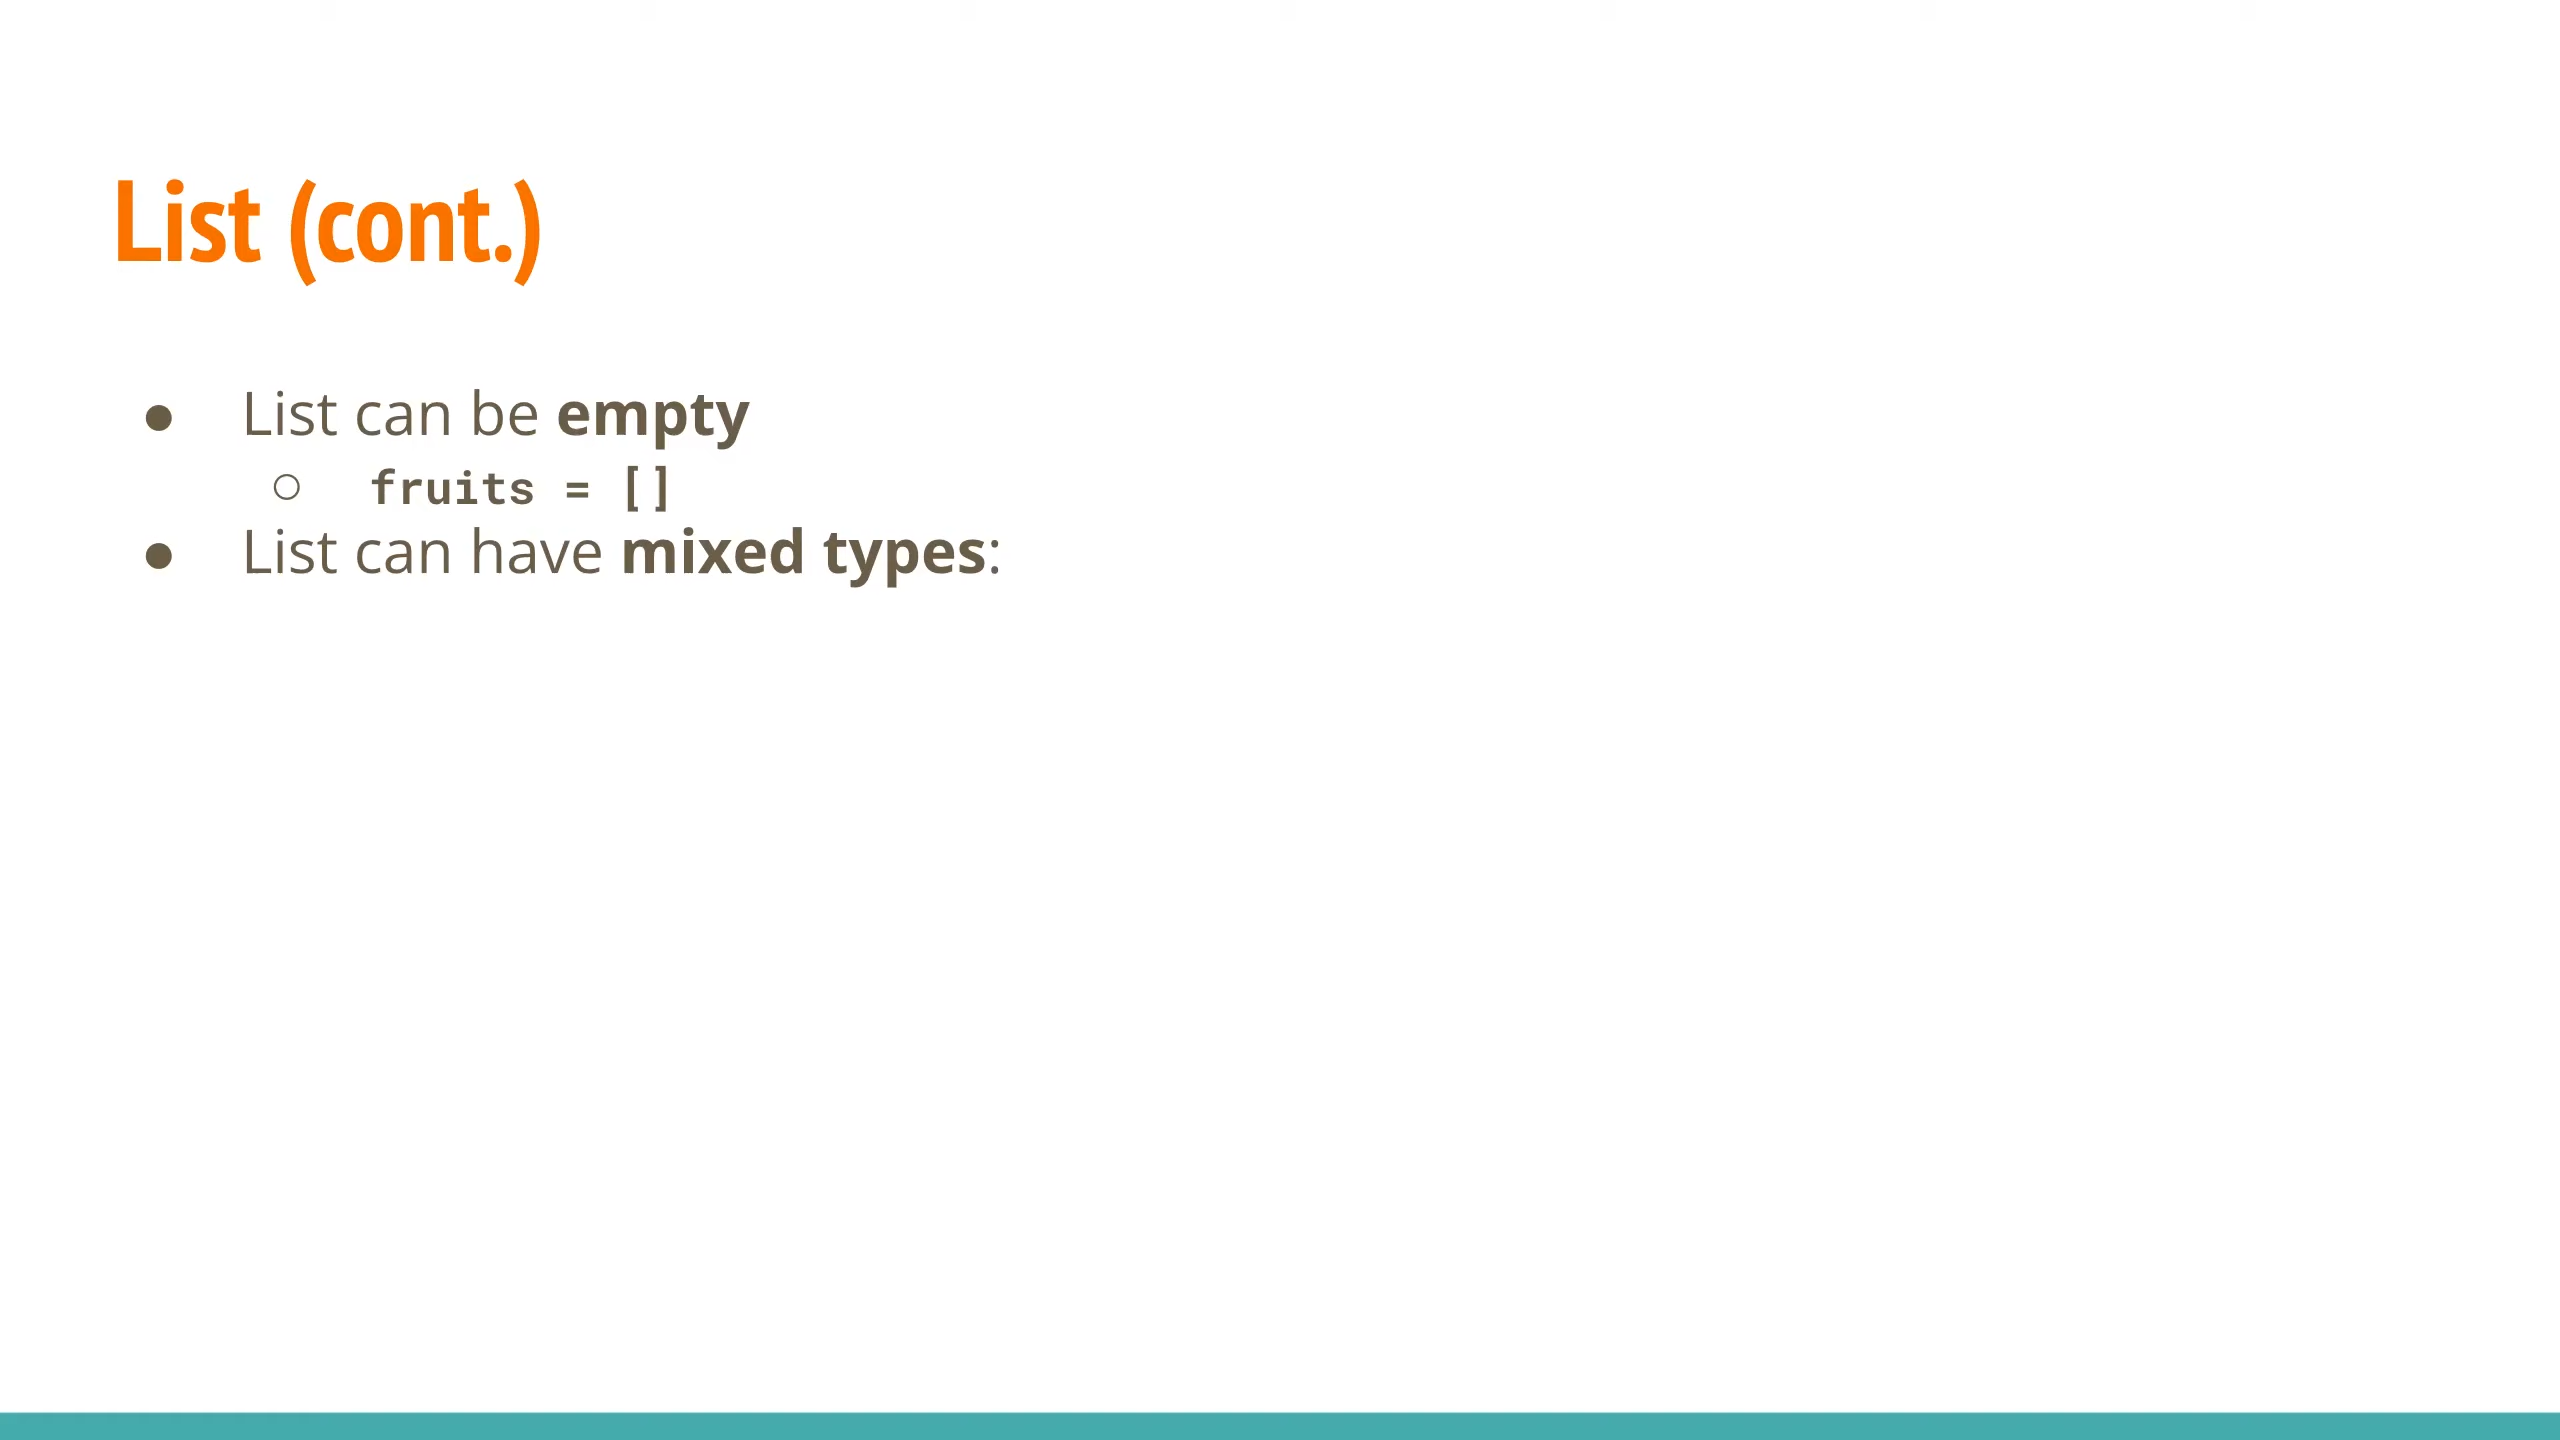 List (cont.)
● List can be empty
○ fruits = []
● List can have mixed types: